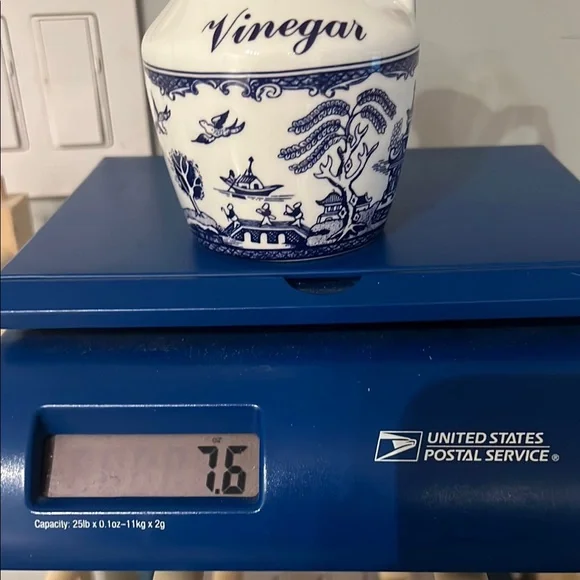 Vinegar
oz
7.6
UNITED STATES
POSTAL SERVICE®
Capacity: 25lb x 0.1oz–11kg x 2g